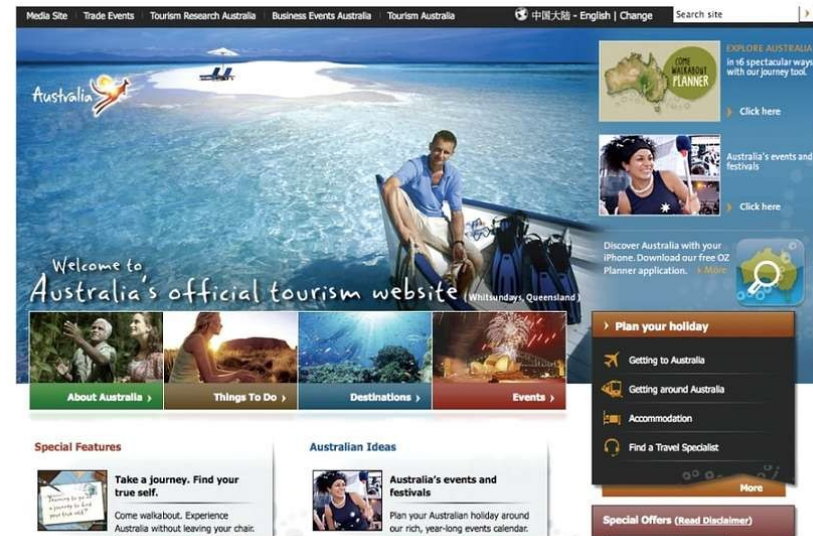 Media Site
Trade Events
Tourism Research Australia
Business Events Australia
Tourism Australia
中国大陆 - English | Change
Search site
Australia
COME
WALKABOUT
PLANNER
EXPLORE AUSTRALIA
in 16 spectacular ways
with our journey tool.
Click here
Australia's events and
festivals
Click here
Discover Australia with your
iPhone. Download our free OZ
Planner application. More
Welcome to
Australia's official tourism website (Whitsundays, Queensland)
About Australia
Things To Do
Destinations
Events
Plan your holiday
Getting to Australia
Getting around Australia
Accommodation
Find a Travel Specialist
More
Special Offers (Read Disclaimer)
Special Features
Take a journey. Find your
true self.
Come walkabout. Experience
Australia without leaving your chair.
Australian Ideas
Australia's events and
festivals
Plan your Australian holiday around
our rich, year-long events calendar.